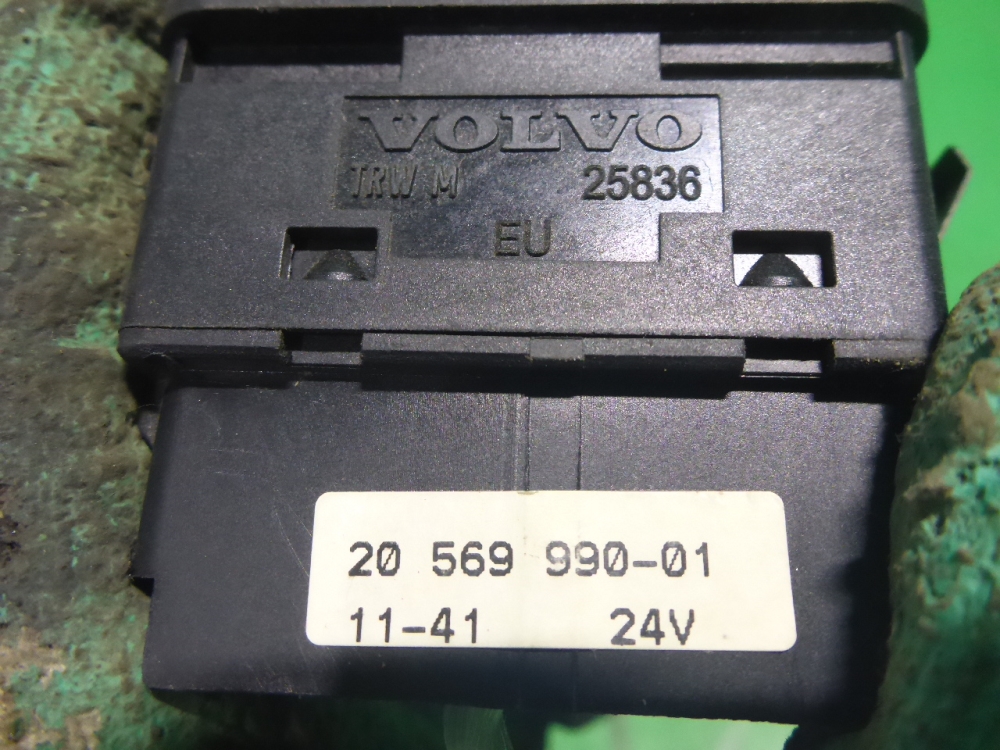 VOLVO
TRW M 25836
EU
20 569 990-01
11-41 24V